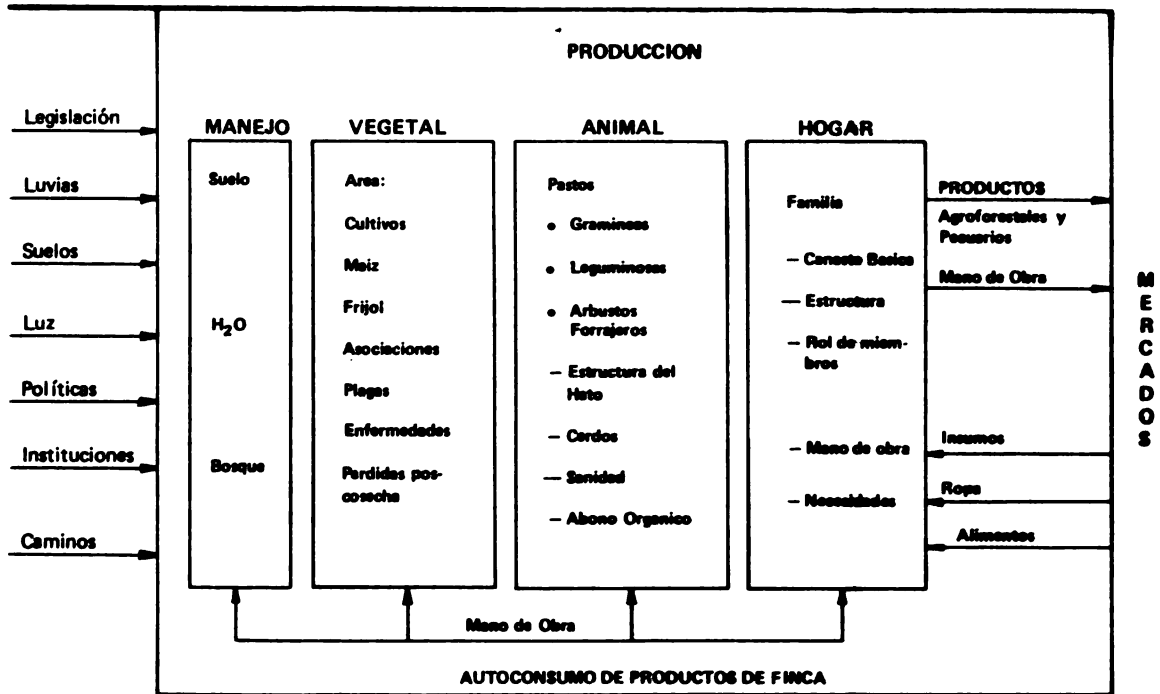 PRODUCCION
Legislación
Luvias
Suelos
Luz
Políticas
Instituciones
Caminos
MANEJO
Suelo
H₂O
Bosque
VEGETAL
Area:
Cultivos
Maiz
Frijol
Asociaciones
Plagas
Enfermedades
Perdidas pos-
cosecha
ANIMAL
Pastos
• Gramineas
• Leguminosas
• Arbustos
Forrajeros
— Estructura del
Hato
— Cerdos
— Sanidad
— Abono Organico
HOGAR
Familia
— Canasta Basica
— Estructura
— Rol de miem-
bros
— Mano de obra
— Necesidades
PRODUCTOS
Agroforestales y
Pecuarios
Mano de Obra
Insumos
Ropa
Alimentos
MERCADOS
Mano de Obra
AUTOCONSUMO DE PRODUCTOS DE FINCA